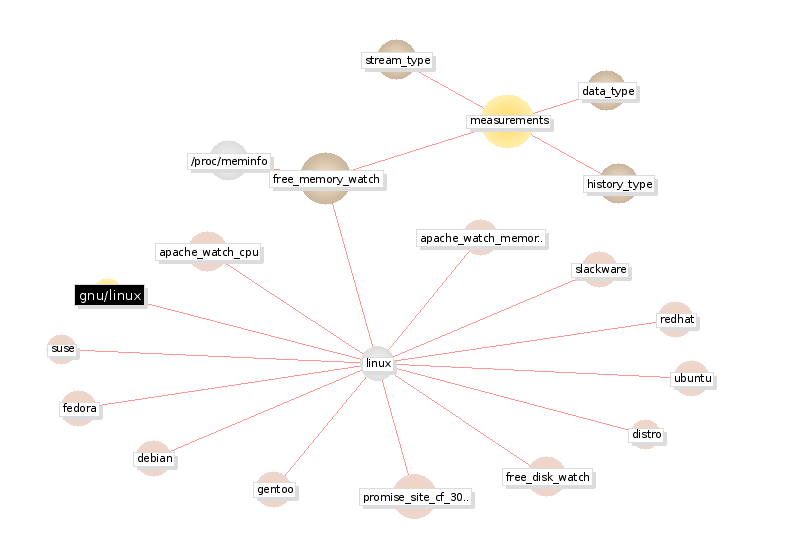 stream_type
data_type
measurements
/proc/meminfo
free_memory_watch
history_type
apache_watch_memor..
apache_watch_cpu
slackware
gnu/linux
redhat
suse
linux
ubuntu
fedora
distro
debian
free_disk_watch
gentoo
promise_site_cf_30..